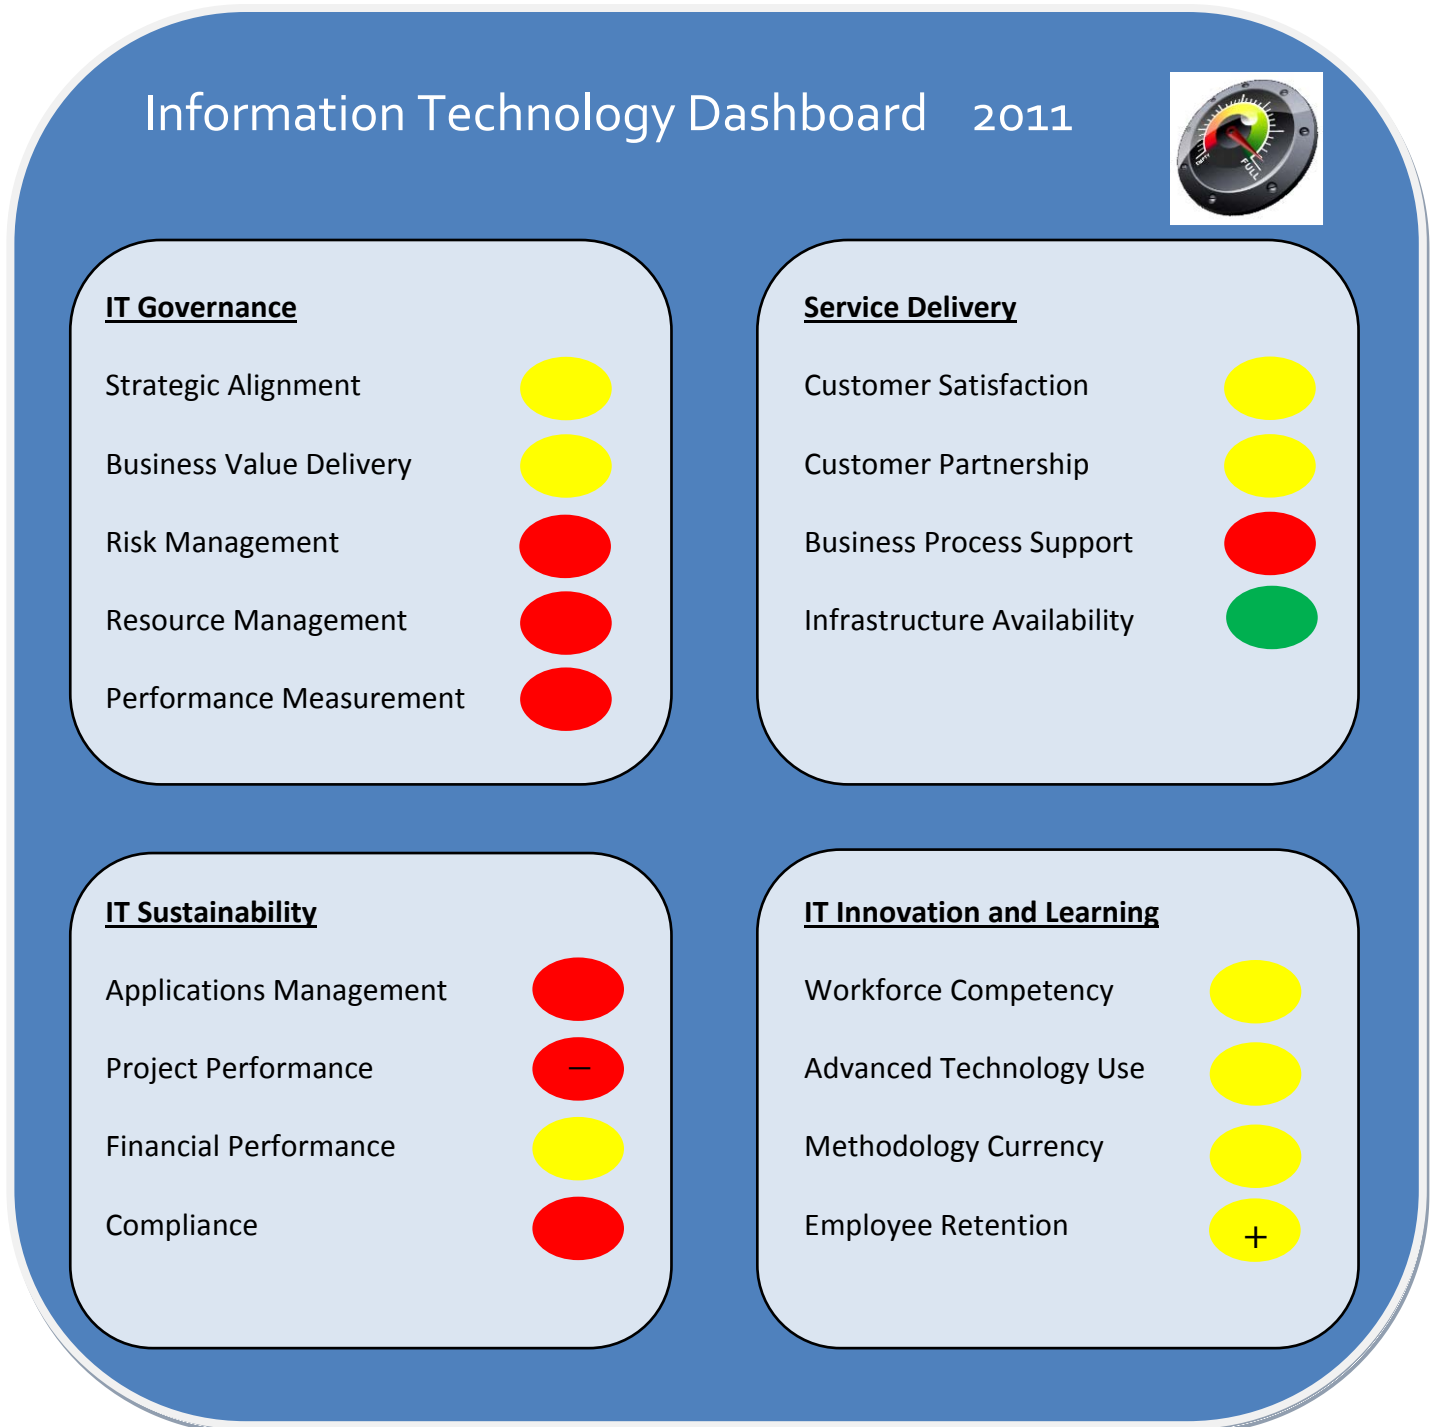 Information Technology Dashboard 2011
EMPTY
FULL
IT Governance
Strategic Alignment
Business Value Delivery
Risk Management
Resource Management
Performance Measurement
Service Delivery
Customer Satisfaction
Customer Partnership
Business Process Support
Infrastructure Availability
IT Sustainability
Applications Management
Project Performance –
Financial Performance
Compliance
IT Innovation and Learning
Workforce Competency
Advanced Technology Use
Methodology Currency
Employee Retention +